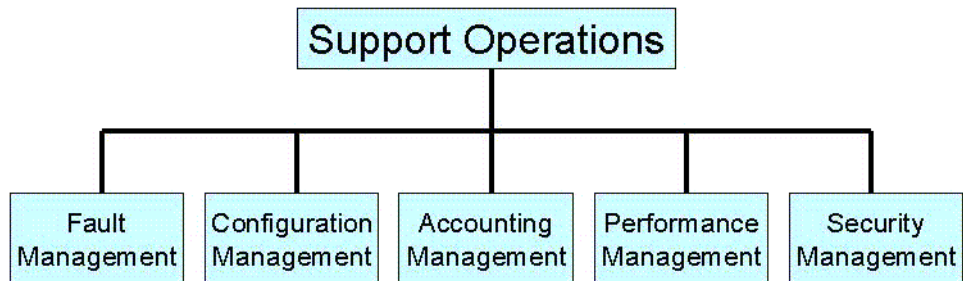 Support Operations
Fault
Management
Configuration
Management
Accounting
Management
Performance
Management
Security
Management